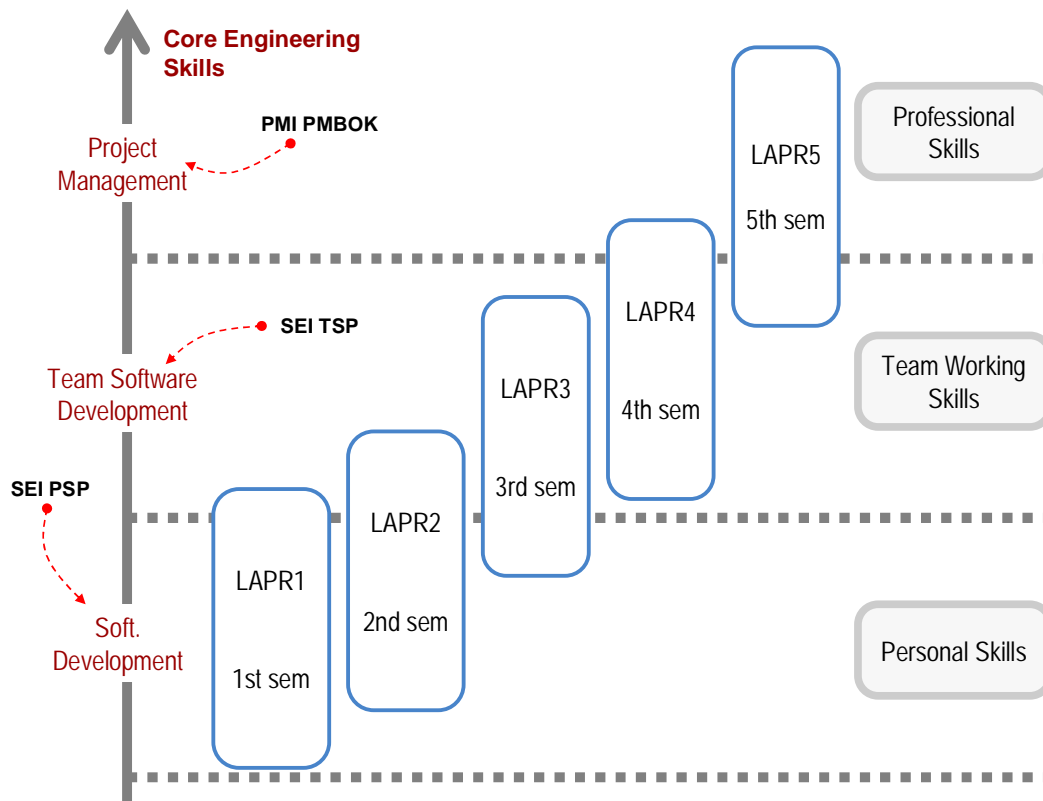 Core Engineering
Skills
PMI PMBOK
Project
Management
Professional
Skills
LAPR5
5th sem
SEI TSP
Team Software
Development
LAPR4
4th sem
Team Working
Skills
LAPR3
3rd sem
SEI PSP
LAPR2
2nd sem
LAPR1
1st sem
Soft.
Development
Personal Skills